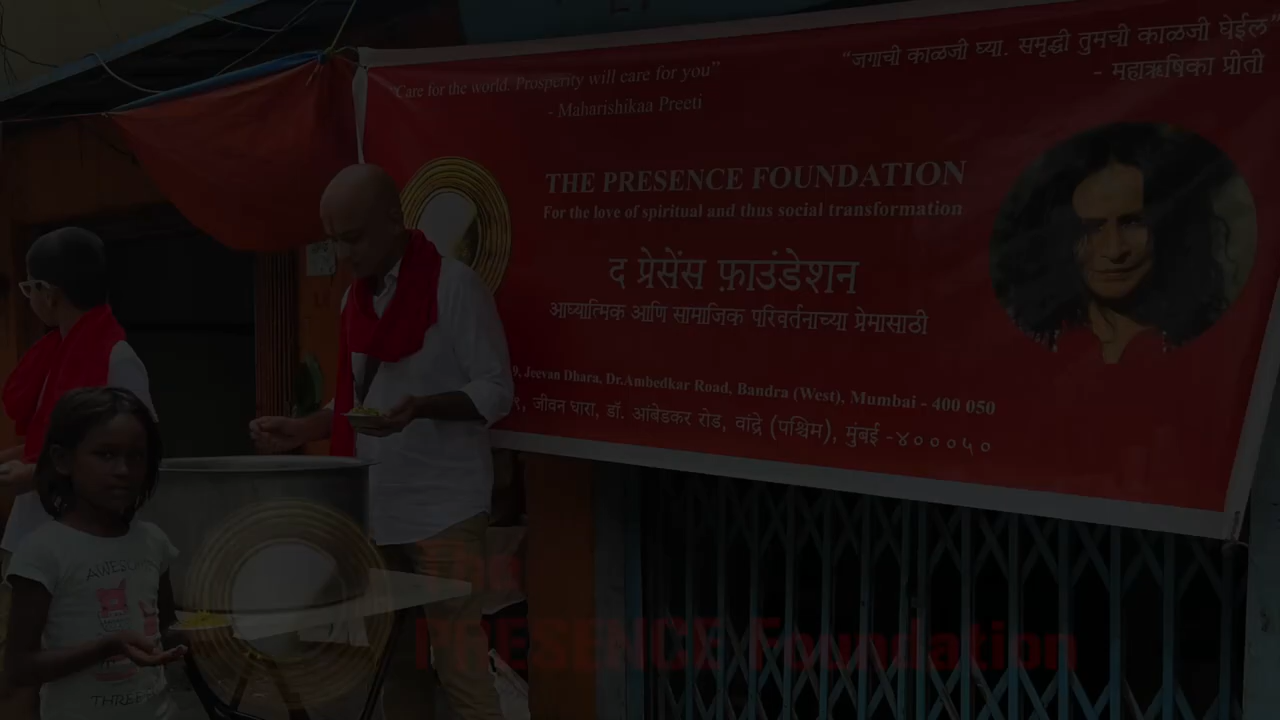 "Care for the world. Prosperity will care for you"
- Maharishikaa Preeti
"जगाची काळजी घ्या. समृद्धी तुमची काळजी घेईल"
- महाऋषिका प्रीती
THE PRESENCE FOUNDATION
For the love of spiritual and thus social transformation
द प्रेसेंस फ़ाउंडेशन
आध्यात्मिक आणि सामाजिक परिवर्तनाच्या प्रेमासाठी
9, Jeevan Dhara, Dr.Ambedkar Road, Bandra (West), Mumbai - 400 050
९, जीवन धारा, डॉ. आंबेडकर रोड, वांद्रे (पश्चिम), मुंबई -४०००५०
AWESOME
THREE
The
PRESENCE Foundation